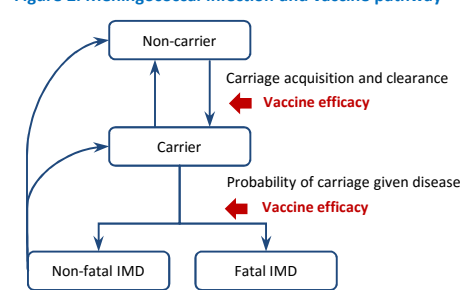 Figure 2. Meningococcal infection and vaccine pathway
Non-carrier
Carriage acquisition and clearance
Vaccine efficacy
Carrier
Probability of carriage given disease
Vaccine efficacy
Non-fatal IMD
Fatal IMD